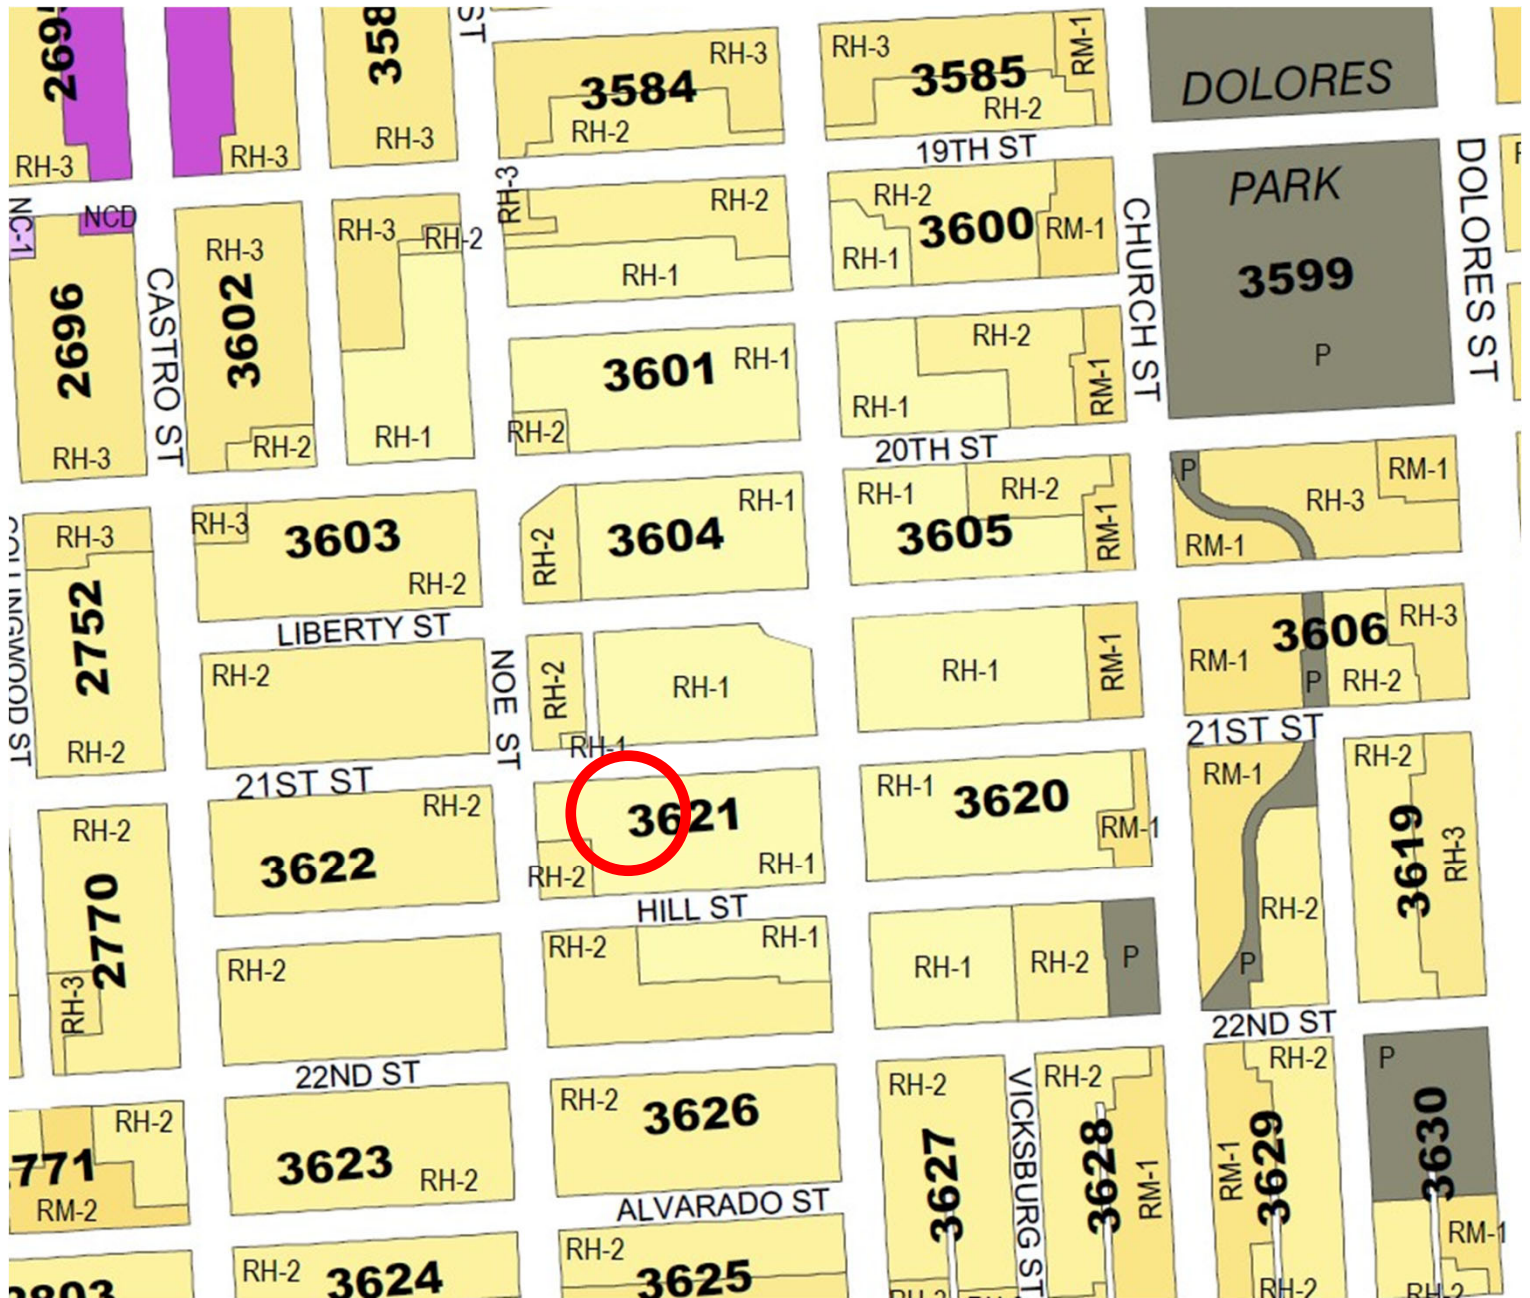 269
358
ST
RH-3
3584
RH-3
3585
RM-1
DOLORES
RH-3
RH-2
RH-2
RH-3
RH-3
19TH ST
NC-1
NCD
RH-3
RH-3
RH-2
RH-3
RH-2
RH-2
3600
RM-1
CHURCH ST
PARK
DOLORES ST
RH-1
RH-1
3599
2696
CASTRO ST
3602
3601
RH-1
RH-2
P
RH-3
RH-2
RH-1
RH-2
RH-1
RM-1
20TH ST
RH-3
RH-3
3603
RH-2
RH-2
3604
RH-1
RH-1
RH-2
3605
RM-1
P
RH-3
RM-1
RM-1
COLLINGWOOD ST
2752
RH-2
LIBERTY ST
RH-2
NOE ST
RH-2
RH-1
RH-1
RH-1
RM-1
RM-1
3606
RH-3
P
RH-2
21ST ST
21ST ST
RH-2
3622
RH-2
3621
RH-1
RH-1
3620
RM-1
RM-1
RH-2
3619
RH-3
RH-2
2770
RH-3
RH-2
HILL ST
RH-2
RH-1
RH-1
RH-2
P
RH-2
P
22ND ST
22ND ST
RH-2
771
RM-2
3623
RH-2
RH-2
3626
ALVARADO ST
RH-2
3627
VICKSBURG ST
RH-2
3628
RM-1
RM-1
RH-2
3629
RH-2
P
3630
RM-1
RH-2
2803
RH-2
3624
RH-2
3625